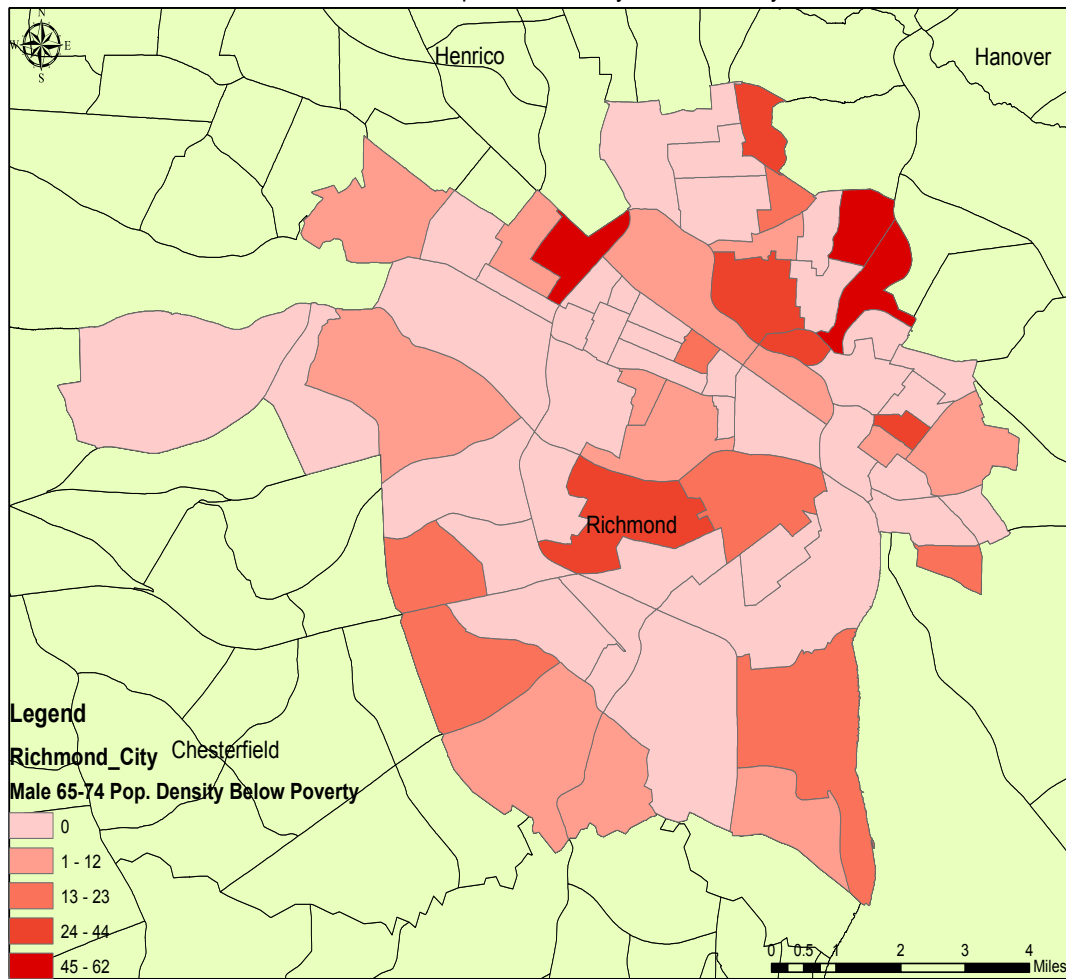 N
W E
S
Henrico
Hanover
Richmond
Legend
Richmond_City
Chesterfield
Male 65-74 Pop. Density Below Poverty
0
1 - 12
13 - 23
24 - 44
45 - 62
0 0.5 1 2 3 4
Miles